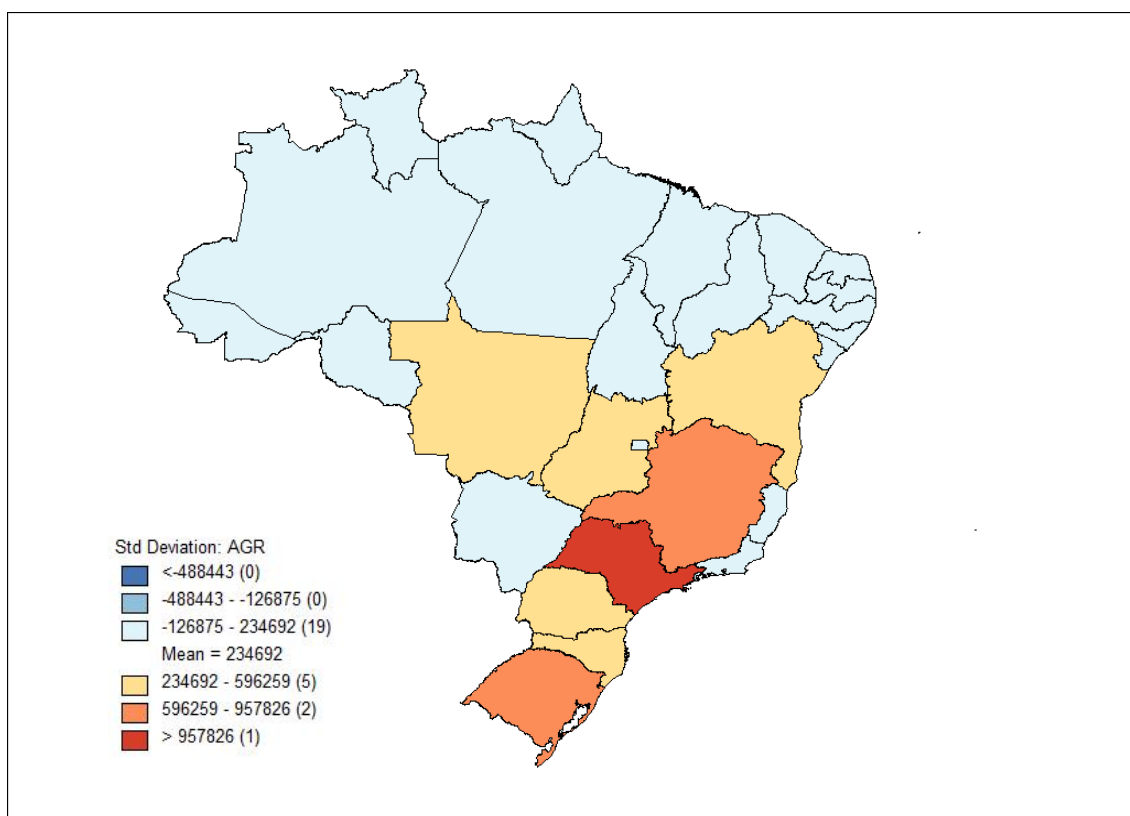 Std Deviation: AGR
<-488443 (0)
-488443 - -126875 (0)
-126875 - 234692 (19)
Mean = 234692
234692 - 596259 (5)
596259 - 957826 (2)
> 957826 (1)